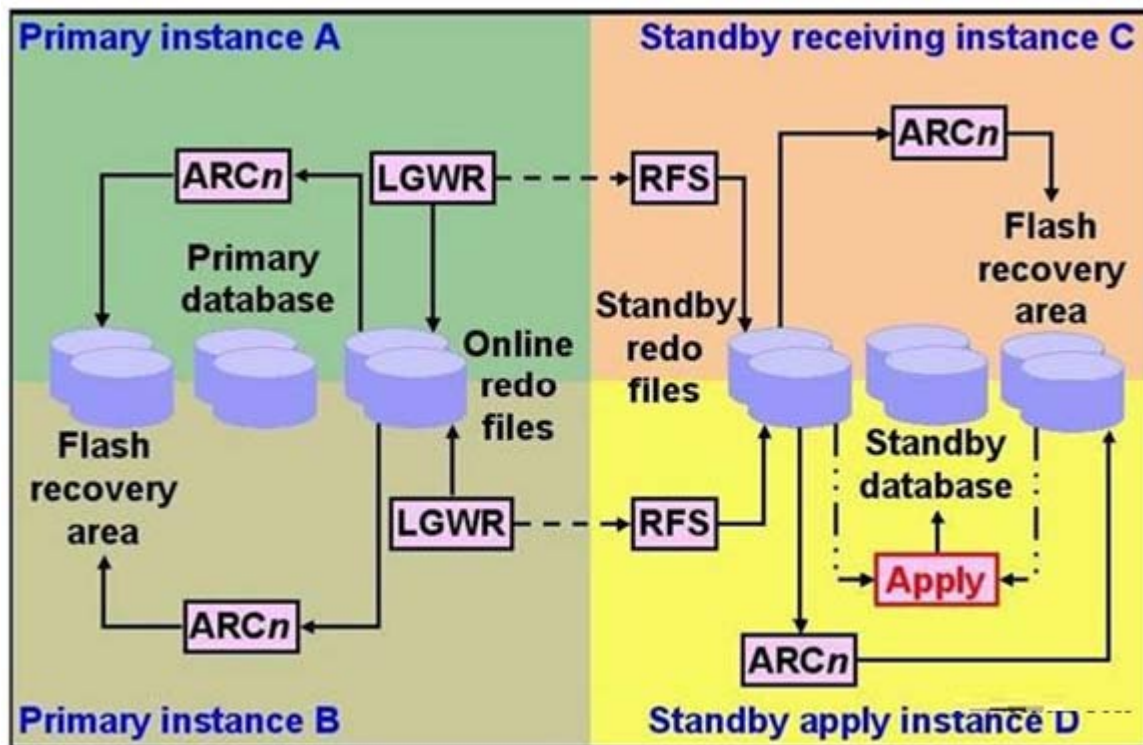 Primary instance A
Standby receiving instance C
ARCn
LGWR
RFS
ARCn
Primary
database
Flash
recovery
area
Online
redo
files
Standby
redo
files
Flash
recovery
area
Standby
database
LGWR
RFS
Apply
ARCn
ARCn
Primary instance B
Standby apply instance D